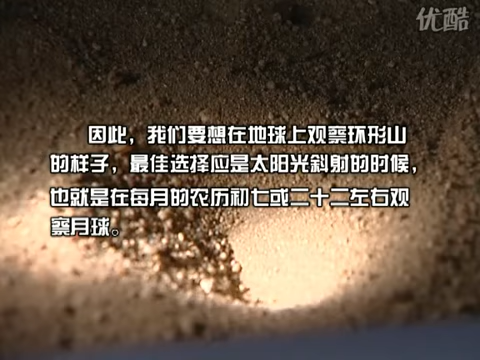 优酷
因此，我们要想在地球上观察环形山
的样子，最佳选择应是太阳光斜射的时候，
也就是在每月的农历初七或二十二左右观
察月球。